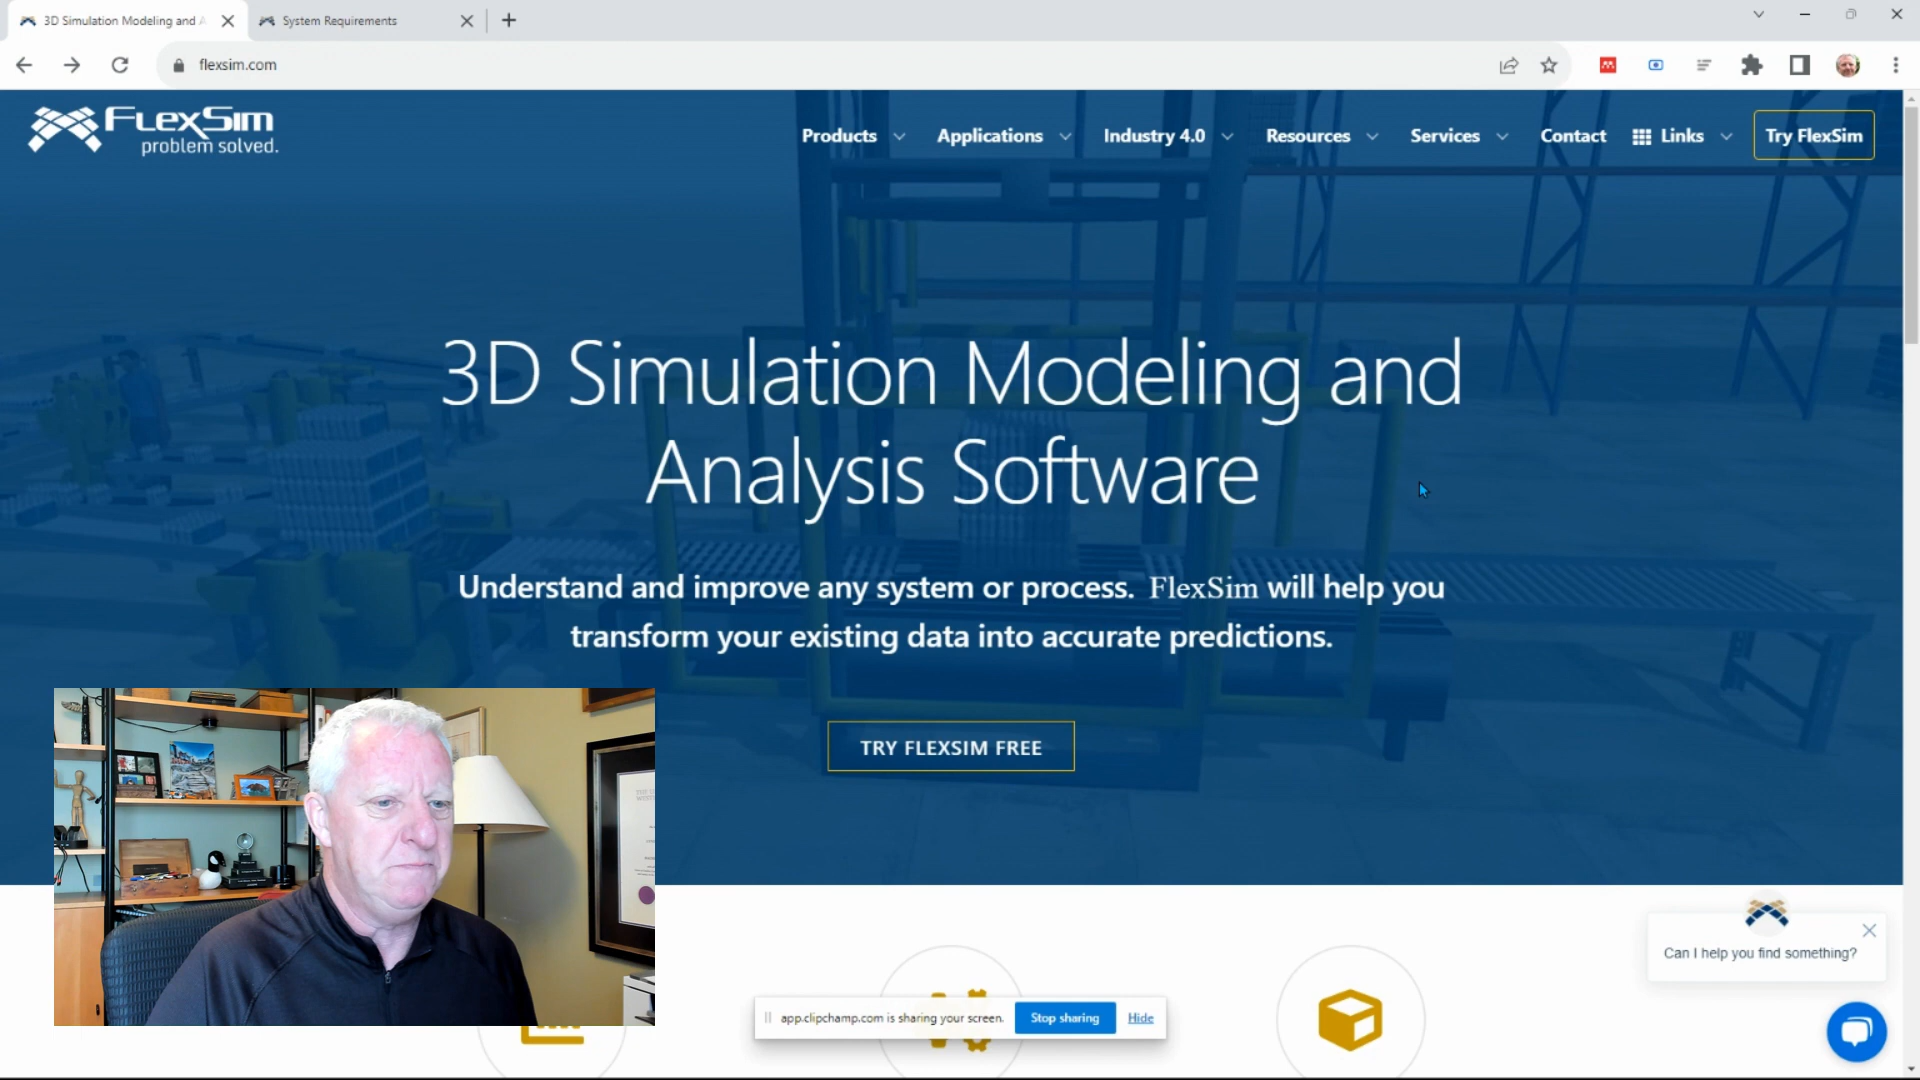 3D Simulation Modeling and A
System Requirements
flexsim.com
FLEXSIM
problem solved.
Products
Applications
Industry 4.0
Resources
Services
Contact
Links
Try FlexSim
3D Simulation Modeling and
Analysis Software
Understand and improve any system or process. FlexSim will help you
transform your existing data into accurate predictions.
TRY FLEXSIM FREE
Can I help you find something?
app.clipchamp.com is sharing your screen.
Stop sharing
Hide